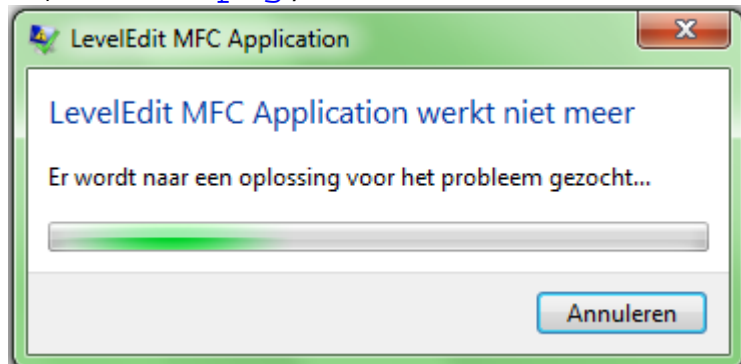 LevelEdit MFC Application
LevelEdit MFC Application werkt niet meer
Er wordt naar een oplossing voor het probleem gezocht...
Annuleren